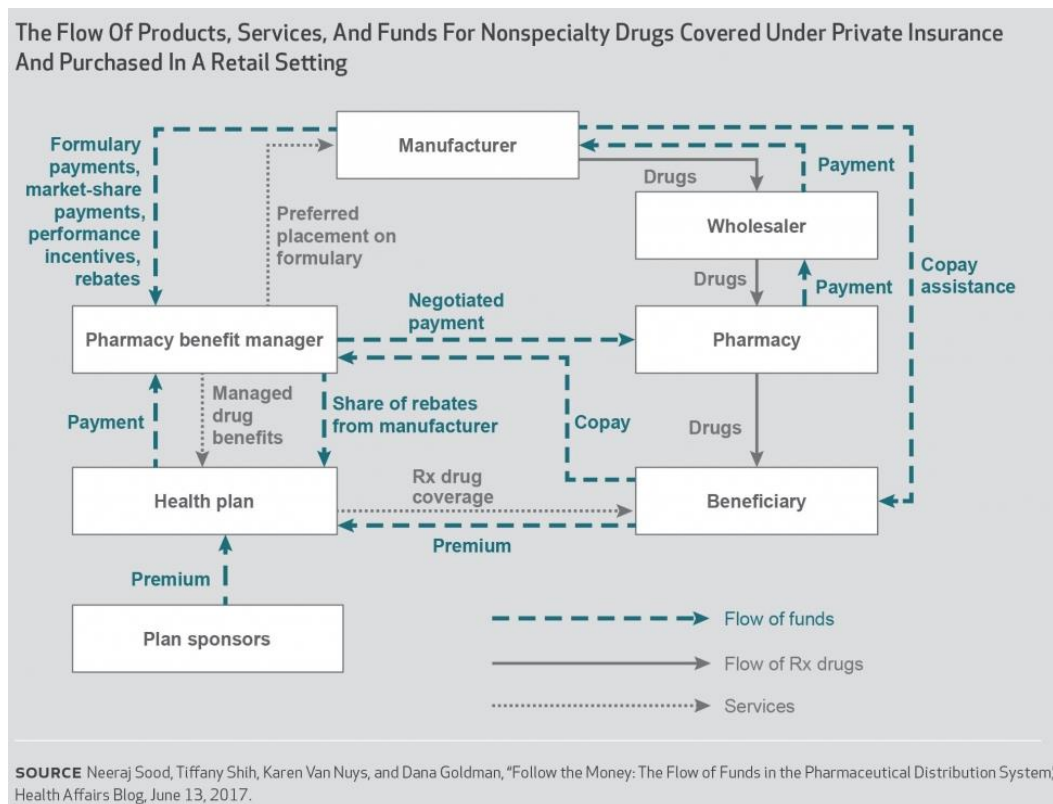 The Flow Of Products, Services, And Funds For Nonspecialty Drugs Covered Under Private Insurance
And Purchased In A Retail Setting
Manufacturer
Formulary
payments,
market-share
payments,
performance
incentives,
rebates
Payment
Drugs
Preferred
placement on
formulary
Wholesaler
Copay
assistance
Drugs
Payment
Negotiated
payment
Pharmacy benefit manager
Pharmacy
Payment
Managed
drug
benefits
Share of rebates
from manufacturer
Copay
Drugs
Health plan
Rx drug
coverage
Beneficiary
Premium
Premium
Plan sponsors
Flow of funds
Flow of Rx drugs
Services
SOURCE Neeraj Sood, Tiffany Shih, Karen Van Nuys, and Dana Goldman, "Follow the Money: The Flow of Funds in the Pharmaceutical Distribution System,
Health Affairs Blog, June 13, 2017.